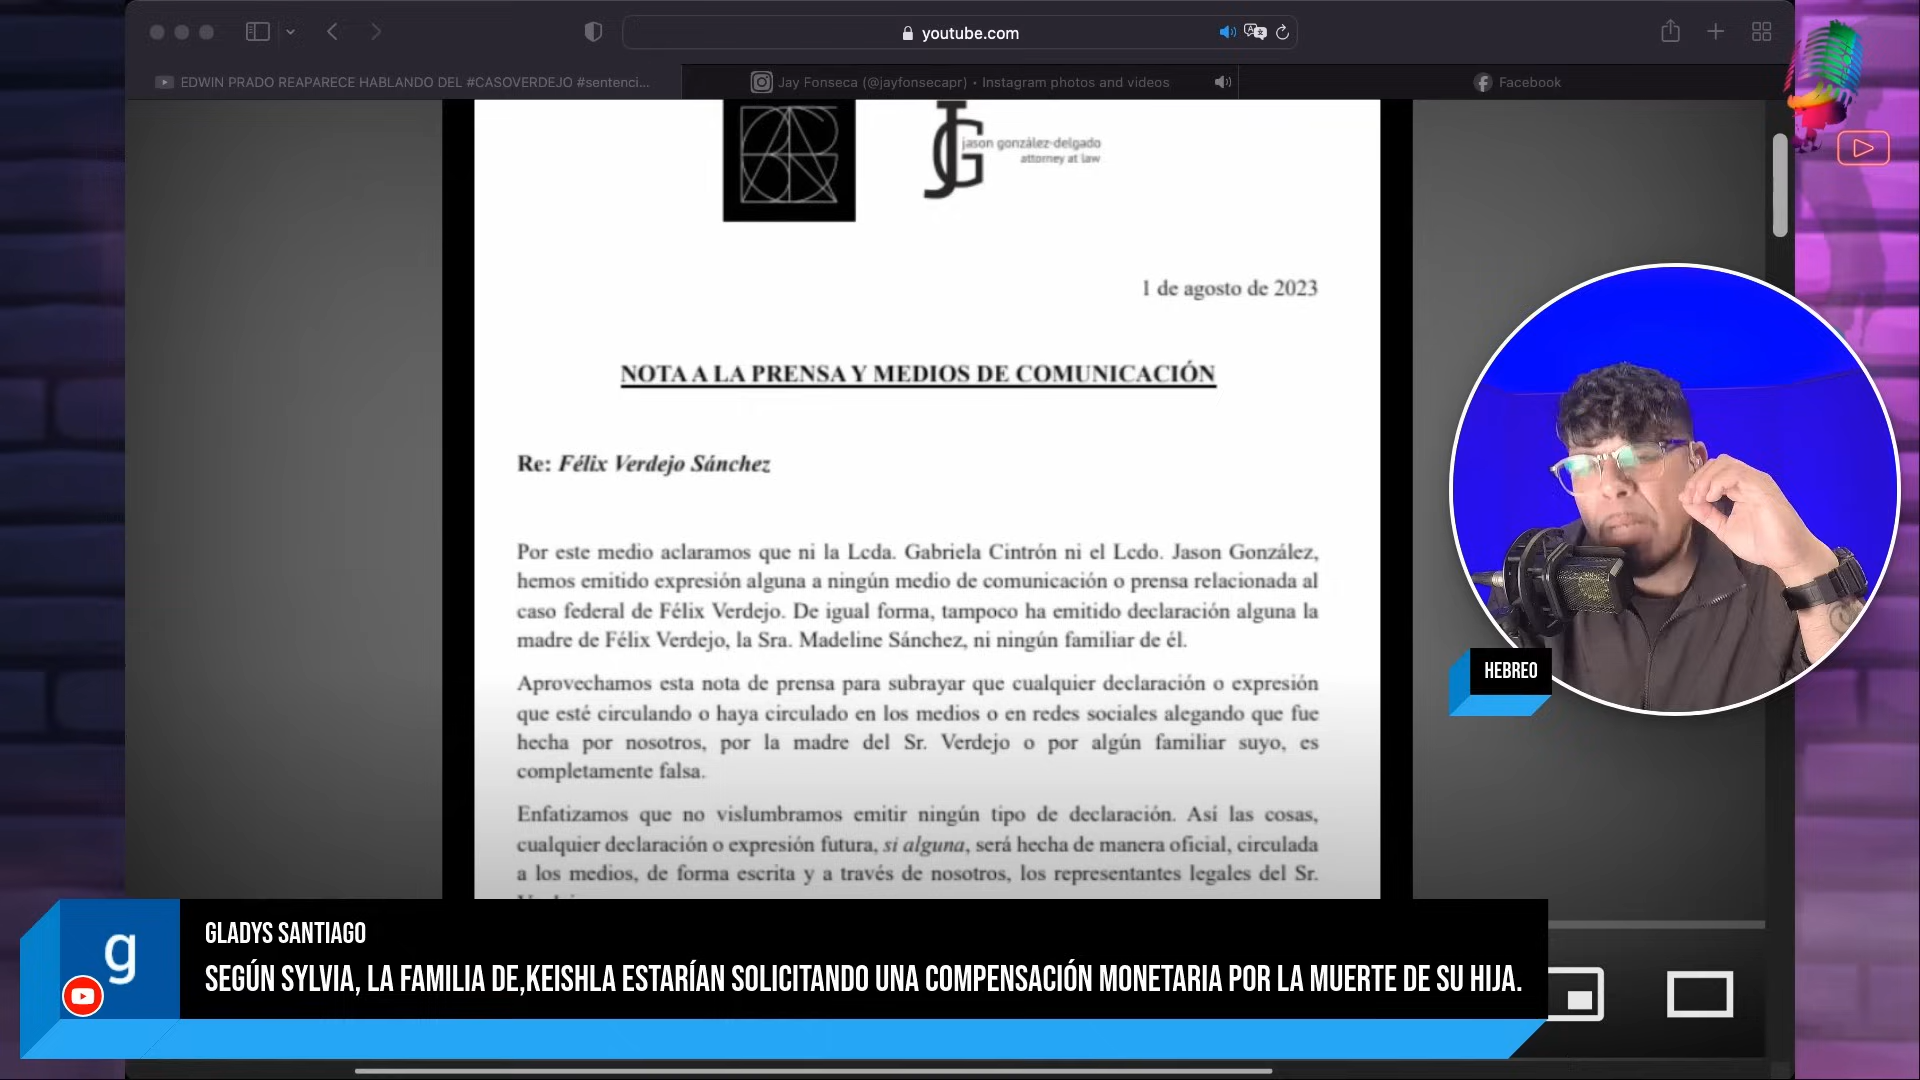 youtube.com
EDWIN PRADO REAPARECE HABLANDO DEL #CASOVERDEJO #sentenci...
Jay Fonseca (@jayfonsecapr) • Instagram photos and videos
Facebook
JG
jason gonzález-delgado
attorney at law
1 de agosto de 2023
NOTA A LA PRENSA Y MEDIOS DE COMUNICACIÓN
Re: Félix Verdejo Sánchez
Por este medio aclaramos que ni la Lcda. Gabriela Cintrón ni el Lcdo. Jason González,
hemos emitido expresión alguna a ningún medio de comunicación o prensa relacionada al
caso federal de Félix Verdejo. De igual forma, tampoco ha emitido declaración alguna la
madre de Félix Verdejo, la Sra. Madeline Sánchez, ni ningún familiar de él.
Aprovechamos esta nota de prensa para subrayar que cualquier declaración o expresión
que esté circulando o haya circulado en los medios o en redes sociales alegando que fue
hecha por nosotros, por la madre del Sr. Verdejo o por algún familiar suyo, es
completamente falsa.
Enfatizamos que no vislumbramos emitir ningún tipo de declaración. Así las cosas,
cualquier declaración o expresión futura, si alguna, será hecha de manera oficial, circulada
a los medios, de forma escrita y a través de nosotros, los representantes legales del Sr.
HEBREO
g
GLADYS SANTIAGO
SEGÚN SYLVIA, LA FAMILIA DE,KEISHLA ESTARÍAN SOLICITANDO UNA COMPENSACIÓN MONETARIA POR LA MUERTE DE SU HIJA.